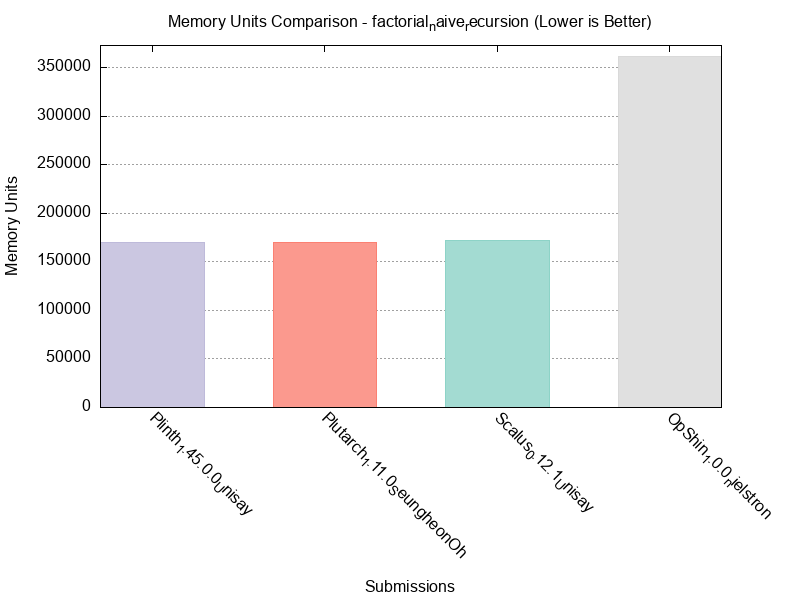 Memory Units Comparison - factorial_naive_recursion (Lower is Better)
350000
300000
250000
200000
150000
100000
50000
0
Memory Units
Plinth_1.45.0.0_Unisay
Plutarch_1.11.0_SeungheonOh
Scalus_0.12.1_Unisay
OpShin_1.0.0_nielstron
Submissions